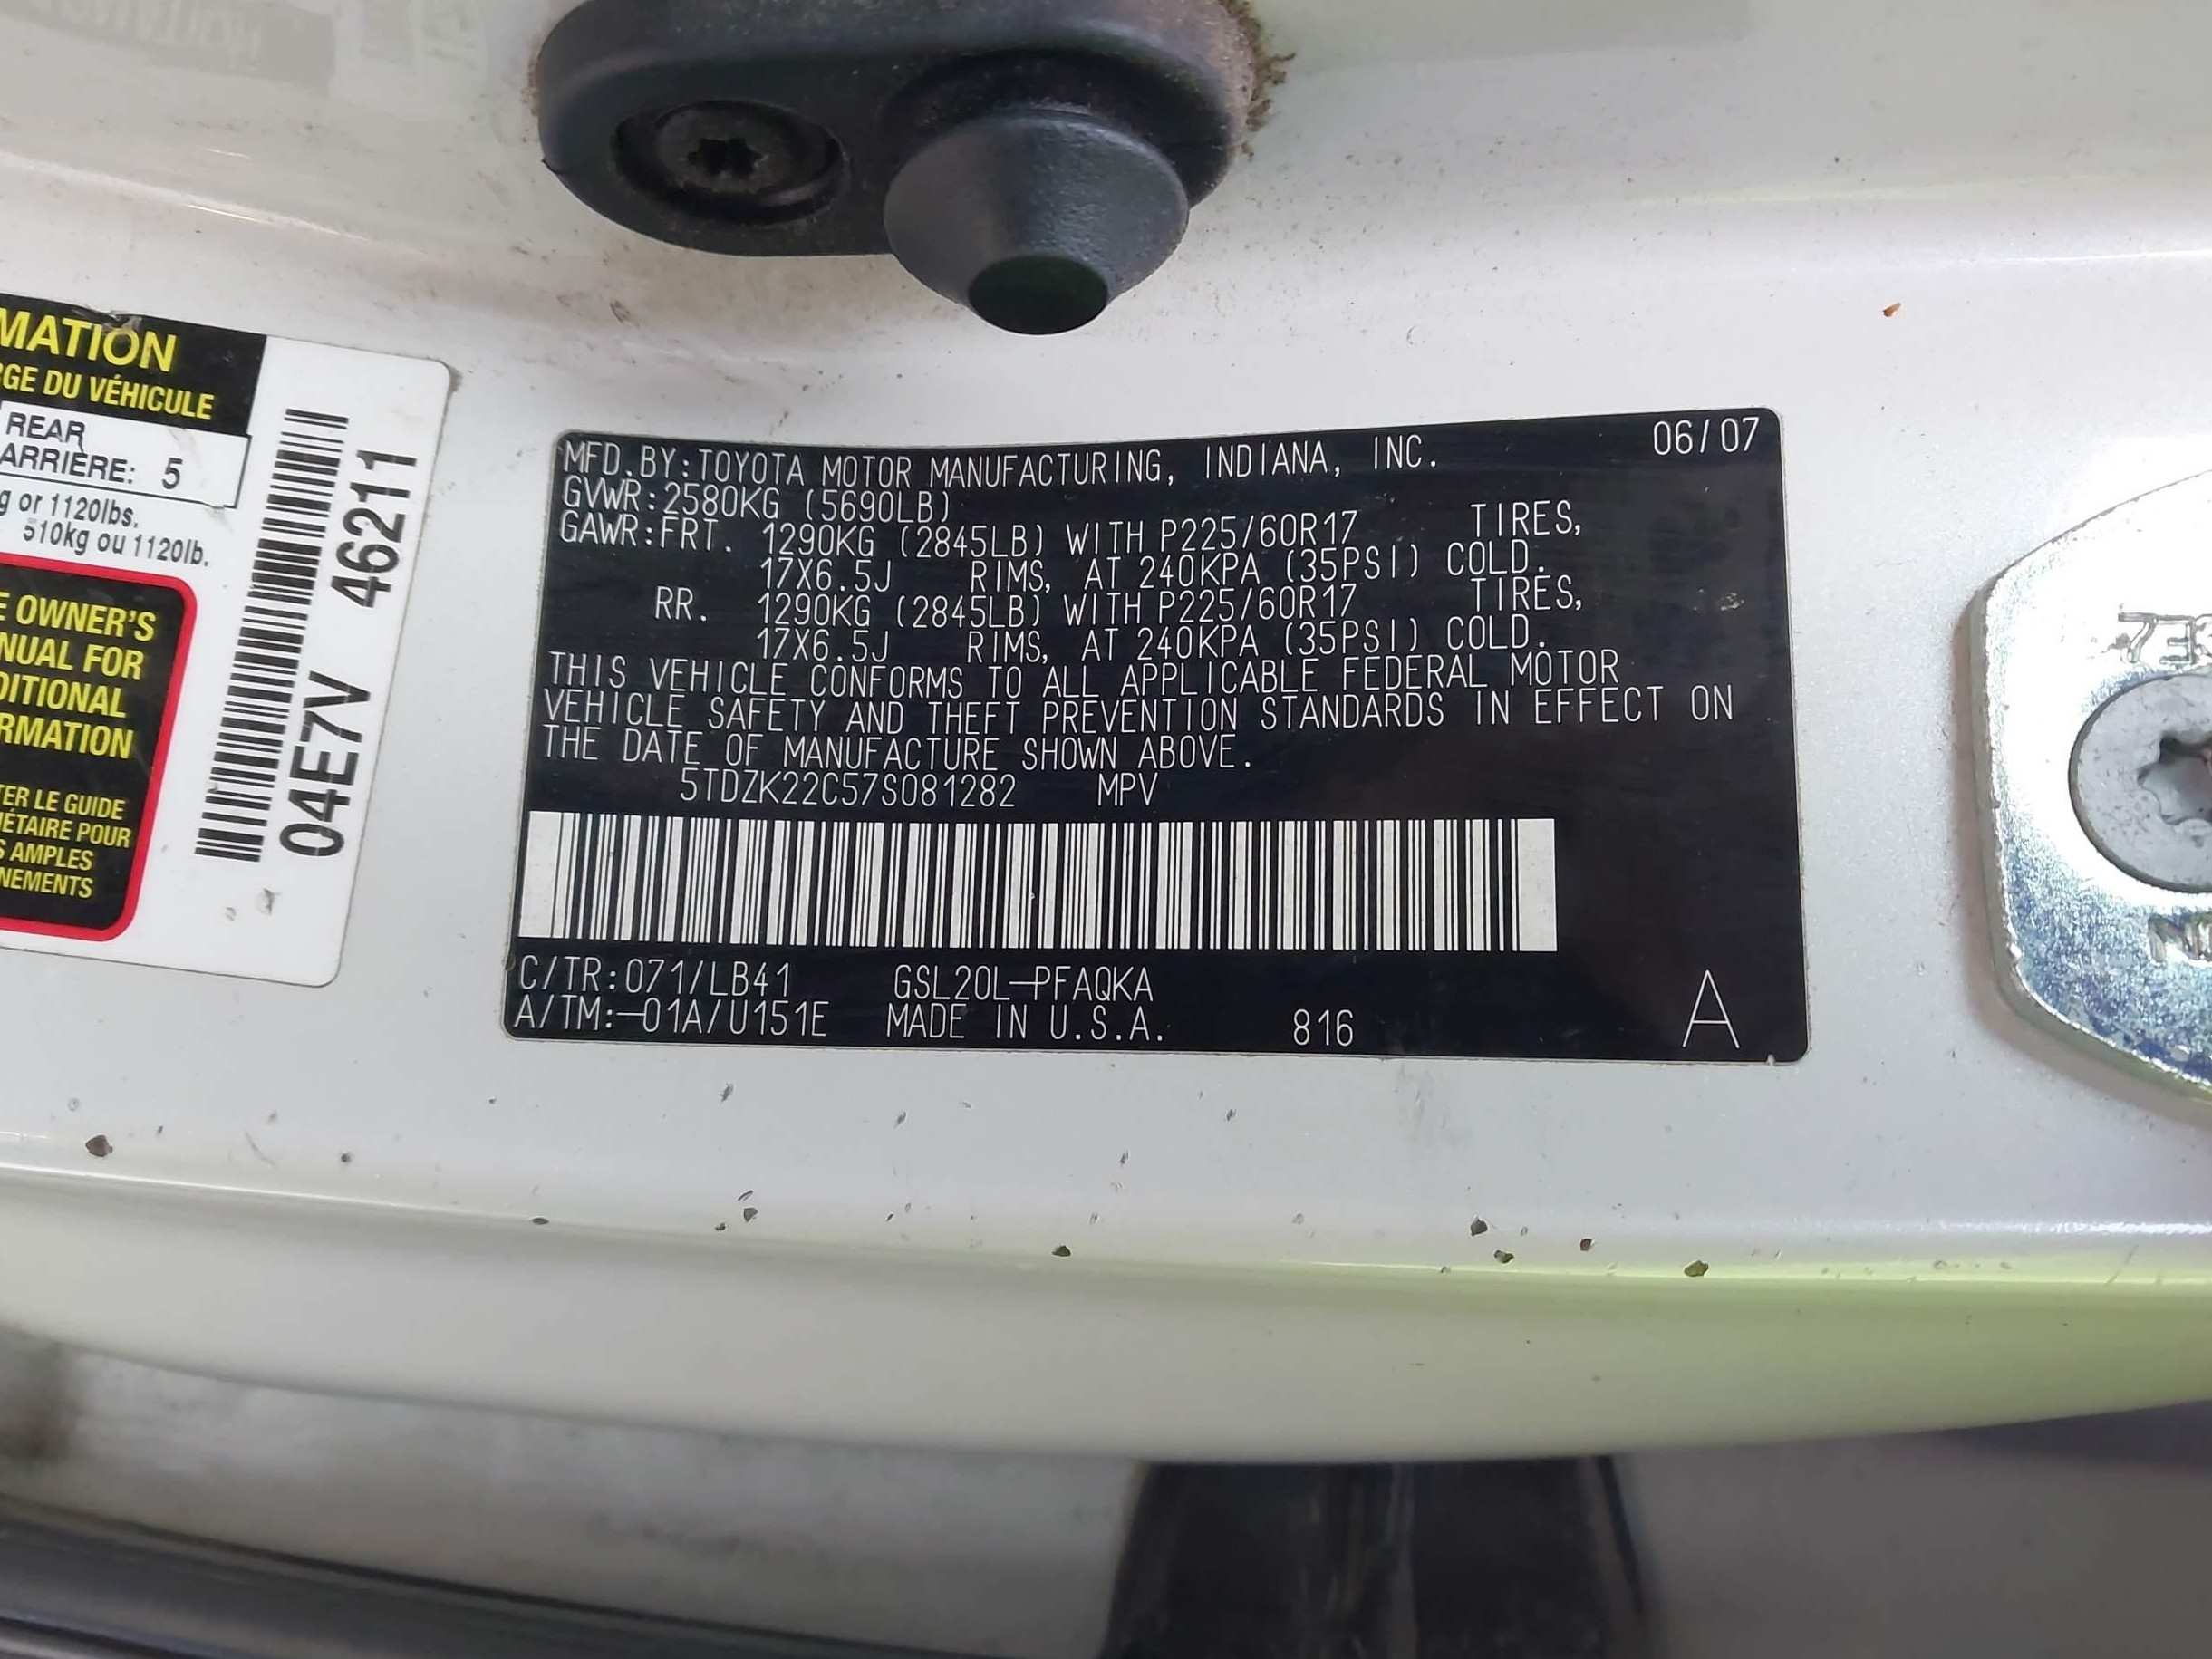 MATION
GE DU VÉHICULE
REAR
ARRIÈRE: 5
g or 1120lbs.
510kg ou 1120lb.
E OWNER'S
NUAL FOR
DITIONAL
RMATION
TER LE GUIDE
IÉTAIRE POUR
S AMPLES
NEMENTS
04E7V 46211
MFD.BY:TOYOTA MOTOR MANUFACTURING, INDIANA, INC. 06/07
GVWR:2580KG (5690LB)
GAWR:FRT. 1290KG (2845LB) WITH P225/60R17 TIRES,
17X6.5J RIMS, AT 240KPA (35PSI) COLD.
RR. 1290KG (2845LB) WITH P225/60R17 TIRES,
17X6.5J RIMS, AT 240KPA (35PSI) COLD.
THIS VEHICLE CONFORMS TO ALL APPLICABLE FEDERAL MOTOR
VEHICLE SAFETY AND THEFT PREVENTION STANDARDS IN EFFECT ON
THE DATE OF MANUFACTURE SHOWN ABOVE.
5TDZK22C57S081282 MPV
C/TR:071/LB41 GSL20L-PFAQKA
A/TM:-01A/U151E MADE IN U.S.A. 816 A